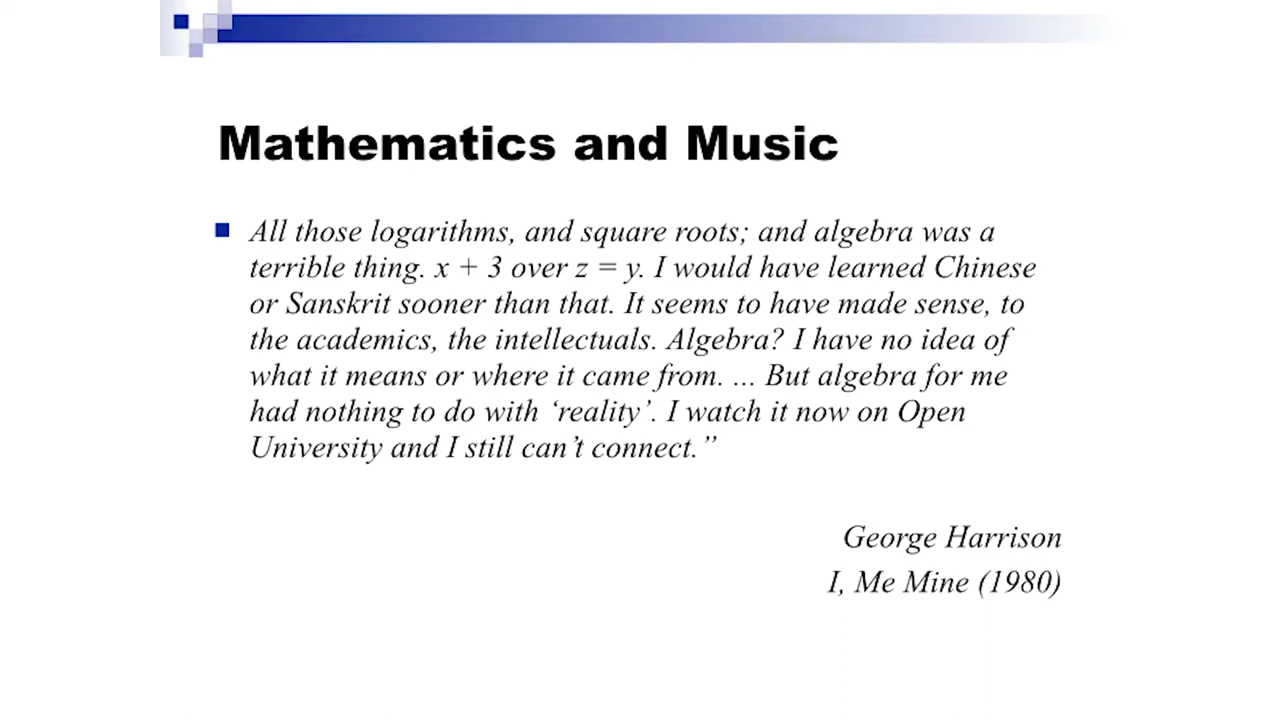 Mathematics and Music
All those logarithms, and square roots; and algebra was a
terrible thing. x + 3 over z = y. I would have learned Chinese
or Sanskrit sooner than that. It seems to have made sense, to
the academics, the intellectuals. Algebra? I have no idea of
what it means or where it came from. ... But algebra for me
had nothing to do with ‘reality’. I watch it now on Open
University and I still can’t connect.”
George Harrison
I, Me Mine (1980)